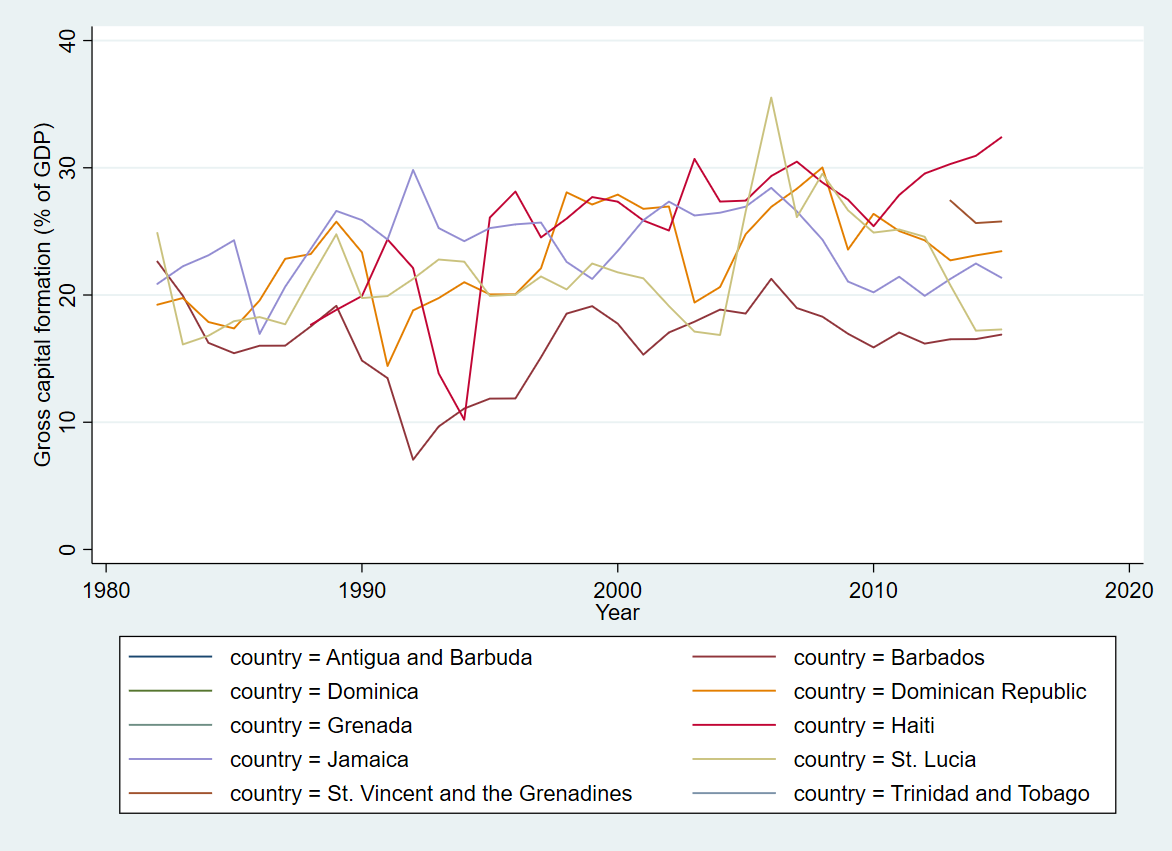 Gross capital formation (% of GDP)
40
30
20
10
0
1980 1990 2000 2010 2020
Year
country = Antigua and Barbuda country = Barbados
country = Dominica country = Dominican Republic
country = Grenada country = Haiti
country = Jamaica country = St. Lucia
country = St. Vincent and the Grenadines country = Trinidad and Tobago